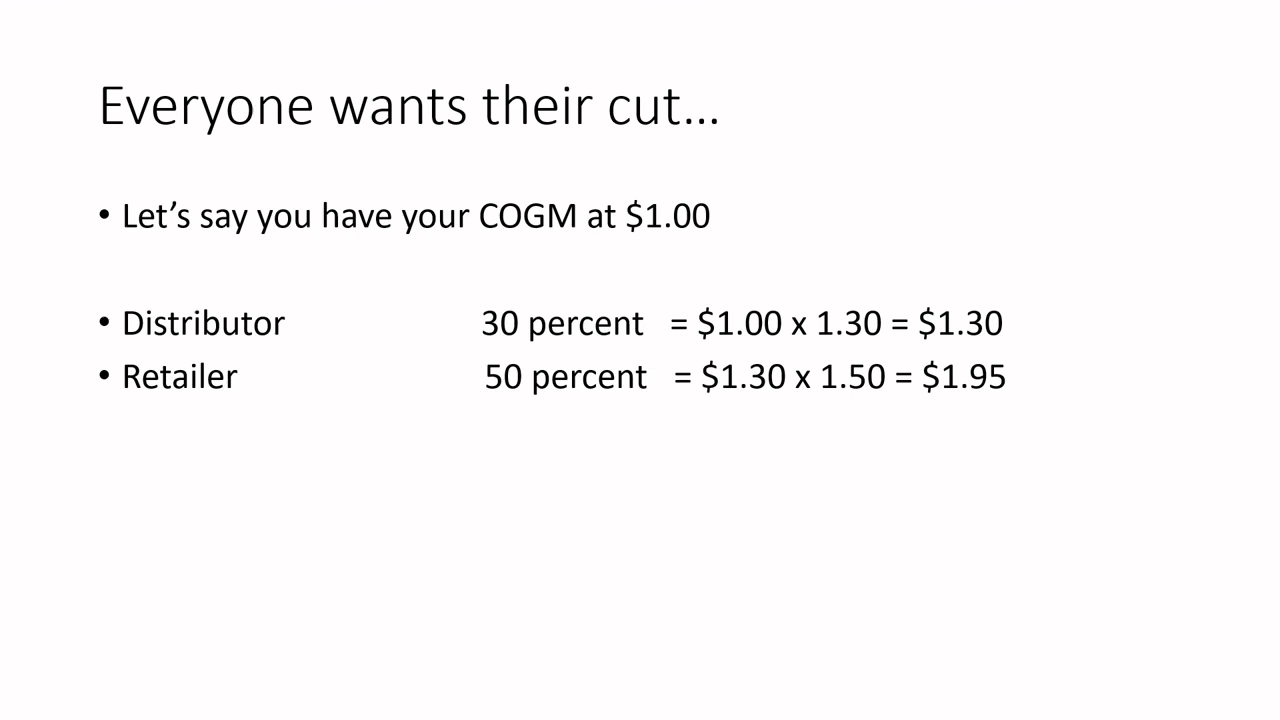 Everyone wants their cut...
• Let’s say you have your COGM at $1.00
• Distributor 30 percent = $1.00 x 1.30 = $1.30
• Retailer 50 percent = $1.30 x 1.50 = $1.95